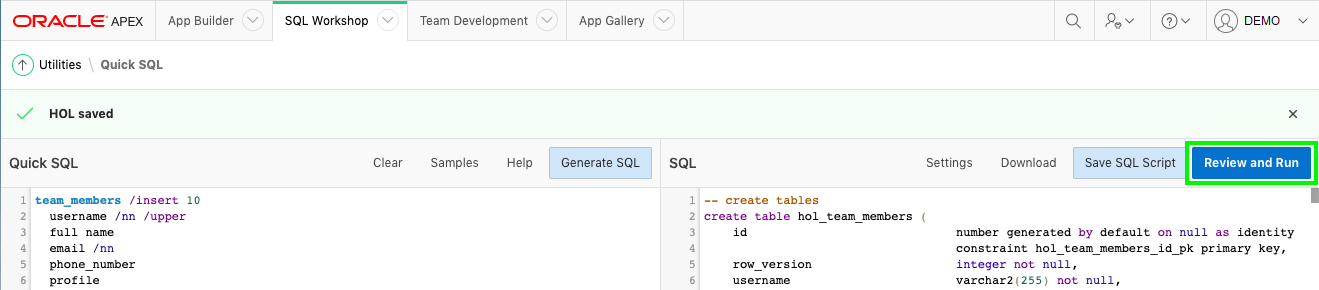 ORACLE APEX App Builder SQL Workshop Team Development App Gallery DEMO
Utilities \ Quick SQL
HOL saved
Quick SQL Clear Samples Help Generate SQL
1 team_members /insert 10
2 username /nn /upper
3 full name
4 email /nn
5 phone_number
6 profile
SQL Settings Download Save SQL Script Review and Run
1 -- create tables
2 create table hol_team_members (
3 id number generated by default on null as identity
4 constraint hol_team_members_id_pk primary key,
5 row_version integer not null,
6 username varchar2(255) not null,